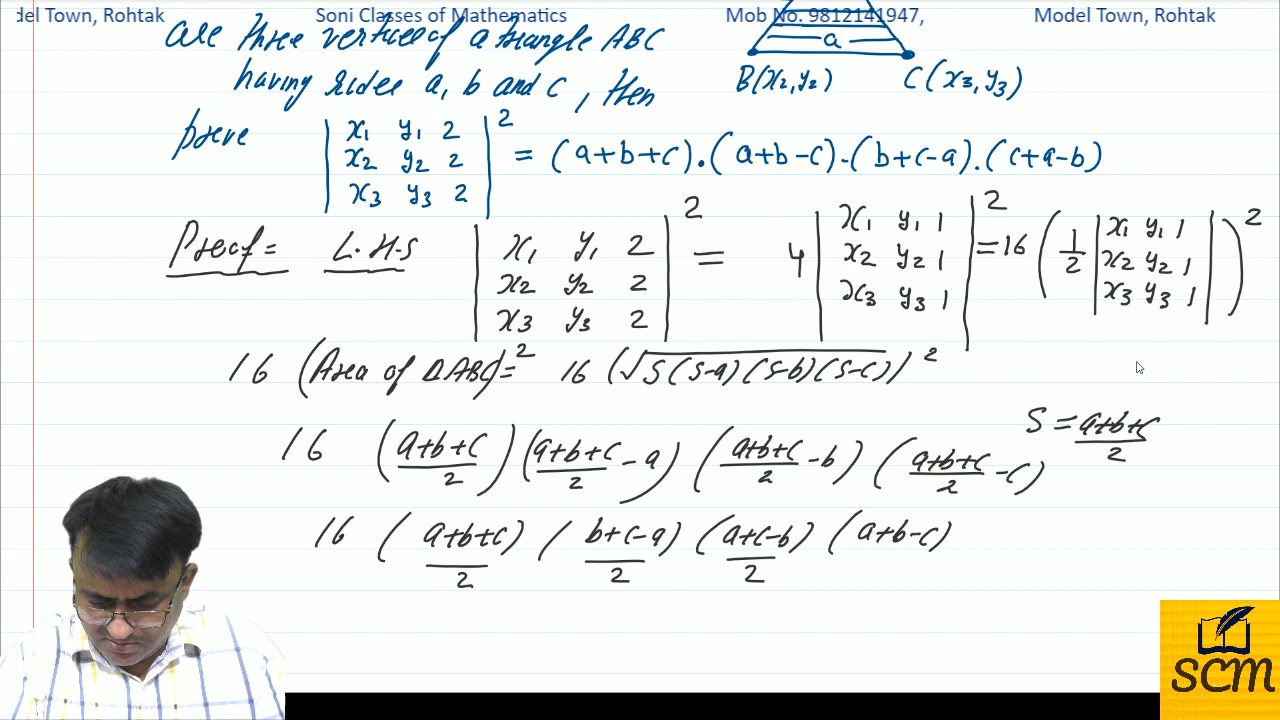 del Town, Rohtak Soni Classes of Mathematics Mob No. 9812141947, Model Town, Rohtak
are three vertices of a triangle ABC
having sides a, b and c, then
a
B(x₂,y₂) C(x₃,y₃)
prove | x₁ y₁ 2 |² = (a+b+c).(a+b-c).(b+c-a).(c+a-b)
x₂ y₂ 2
x₃ y₃ 2
Proof = L.H.S | x₁ y₁ 2 |² = 4 | x₁ y₁ 1 |² = 16 ( 1/2 | x₁ y₁ 1 | )²
x₂ y₂ 2 x₂ y₂ 1 x₂ y₂ 1
x₃ y₃ 2 x₃ y₃ 1 x₃ y₃ 1
16 (Area of ΔABC)² = 16 (√S(S-a)(S-b)(S-c))²
S = a+b+c/2
16 (a+b+c/2) (a+b+c/2 - a) (a+b+c/2 - b) (a+b+c/2 - c)
16 (a+b+c)/2 (b+c-a)/2 (a+c-b)/2 (a+b-c)
SCM